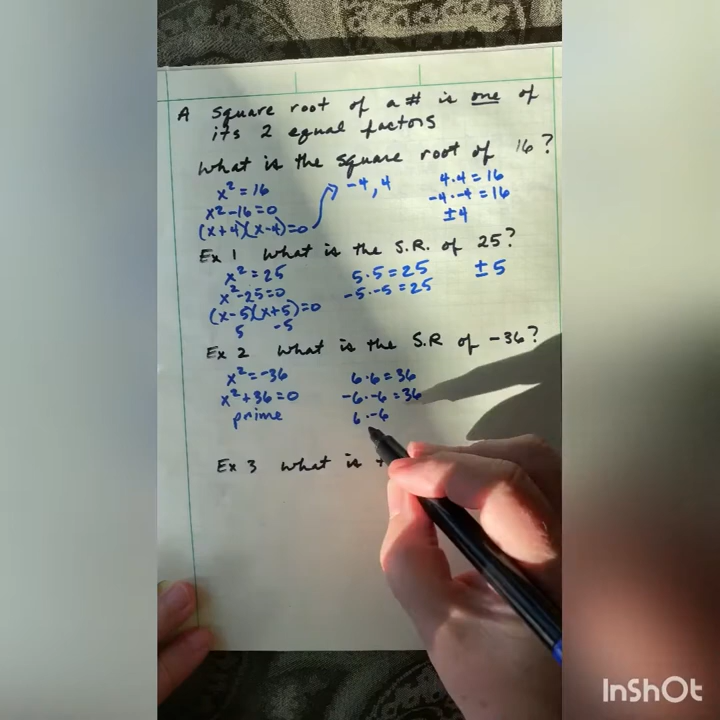 A square root of a # is one of
its 2 equal factors
What is the square root of 16?
x² = 16
x² - 16 = 0
(x+4)(x-4) = 0
-4, 4
4·4 = 16
-4·-4 = 16
±4
Ex 1 What is the S.R. of 25?
x² = 25
x² - 25 = 0
(x-5)(x+5) = 0
5 -5
5·5 = 25
-5·-5 = 25
±5
Ex 2 What is the S.R of -36?
x² = -36
x² + 36 = 0
prime
6·6 = 36
-6·-6 = 36
6·-6
Ex 3 What is
InShOt